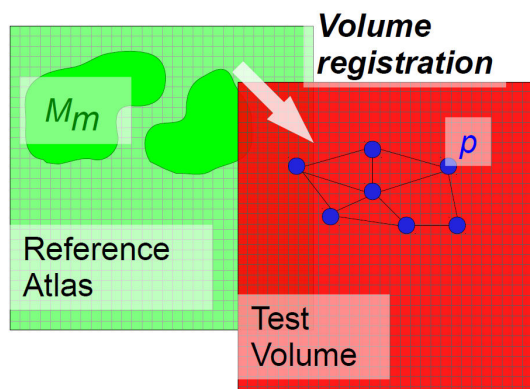 Volume
registration
Mm
p
Reference
Atlas
Test
Volume